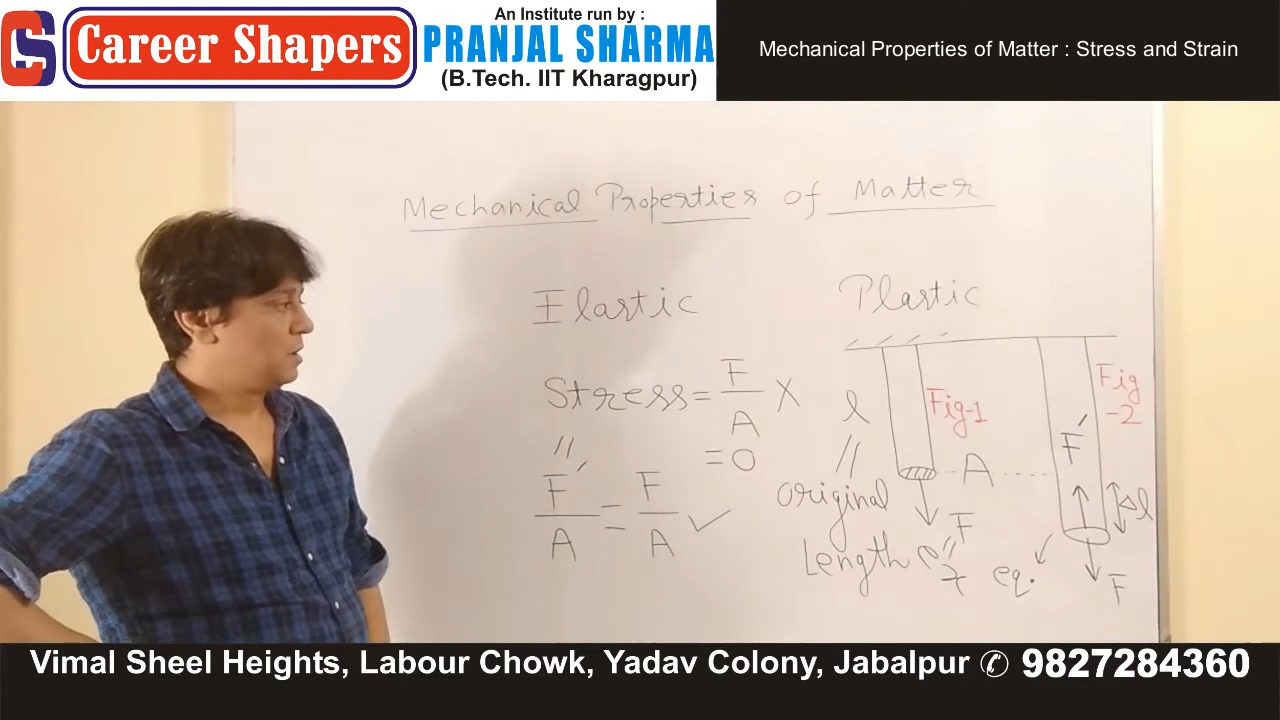 Career Shapers
An Institute run by :
PRANJAL SHARMA
(B.Tech. IIT Kharagpur)
Mechanical Properties of Matter : Stress and Strain
Mechanical Properties of Matter
Elastic
Plastic
Stress = F/A X
= 0
"
F′/A = F/A ✓
l
"
Original
Length
Fig-1
A
F
Fig
-2
F′
Δl
eq.
F
Vimal Sheel Heights, Labour Chowk, Yadav Colony, Jabalpur ✆ 9827284360